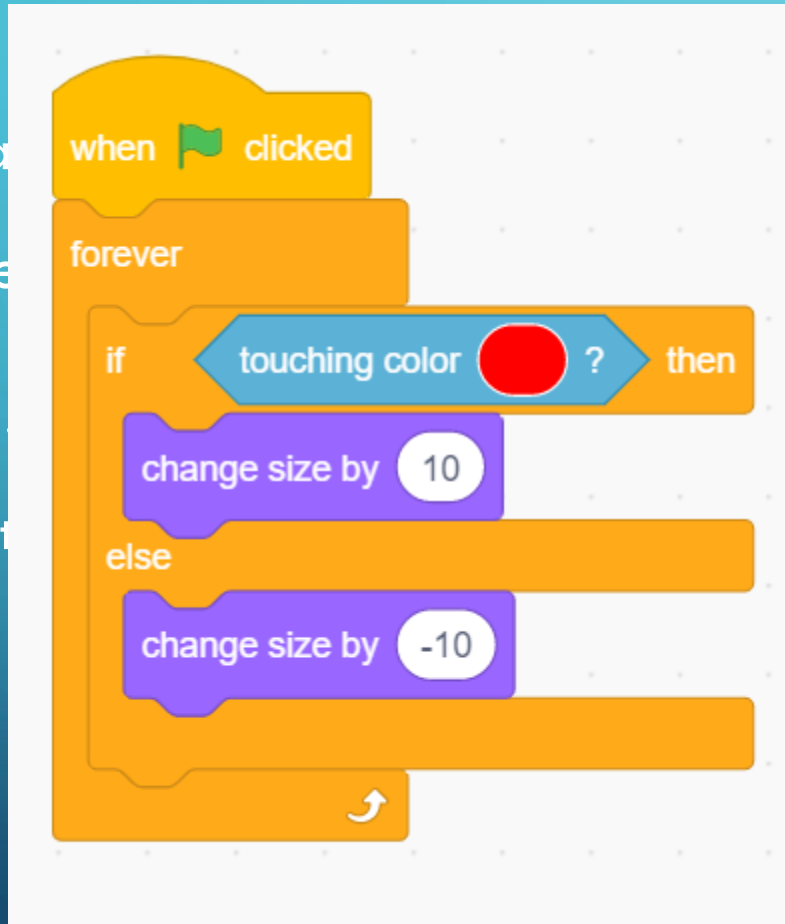 when clicked
forever
if touching color ? then
change size by 10
else
change size by -10